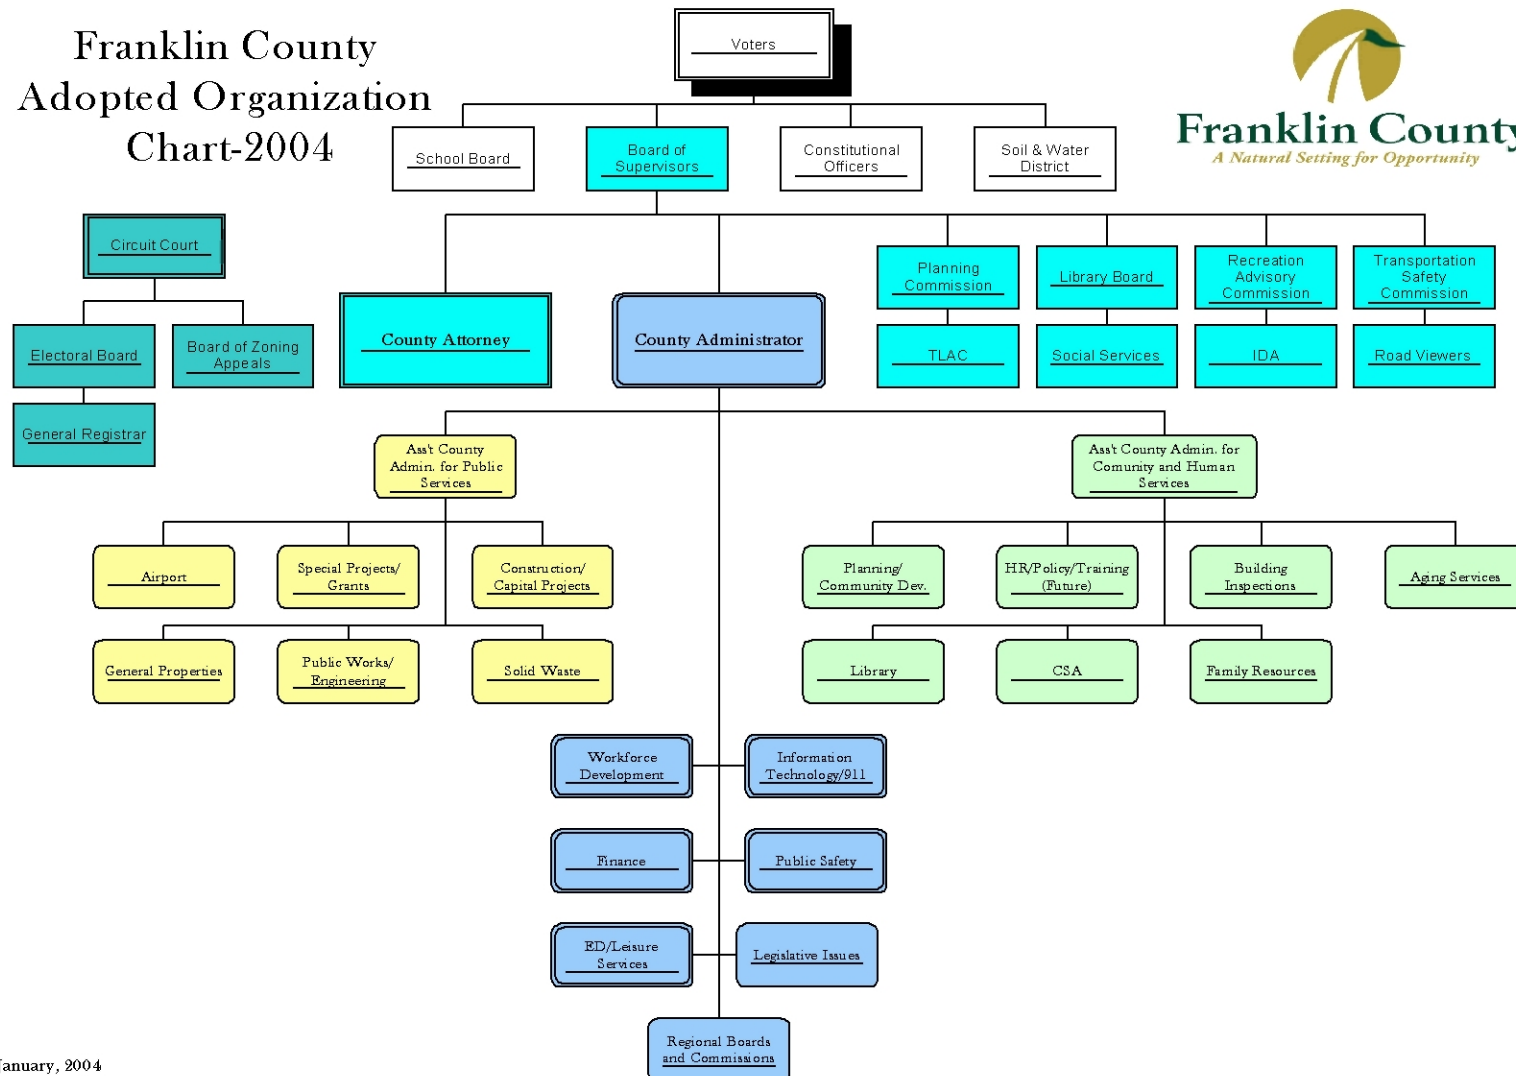 Franklin County
Adopted Organization
Chart-2004
Voters
Franklin County
A Natural Setting for Opportunity
School Board
Board of
Supervisors
Constitutional
Officers
Soil & Water
District
Circuit Court
Electoral Board
Board of Zoning
Appeals
General Registrar
County Attorney
County Administrator
Planning
Commission
Library Board
Recreation
Advisory
Commission
Transportation
Safety
Commission
TLAC
Social Services
IDA
Road Viewers
Ass't County
Admin. for Public
Services
Ass't County Admin. for
Comunity and Human
Services
Airport
Special Projects/
Grants
Construction/
Capital Projects
General Properties
Public Works/
Engineering
Solid Waste
Planning/
Community Dev.
HR/Policy/Training
(Future)
Building
Inspections
Aging Services
Library
CSA
Family Resources
Workforce
Development
Information
Technology/911
Finance
Public Safety
ED/Leisure
Services
Legislative Issues
Regional Boards
and Commissions
January, 2004